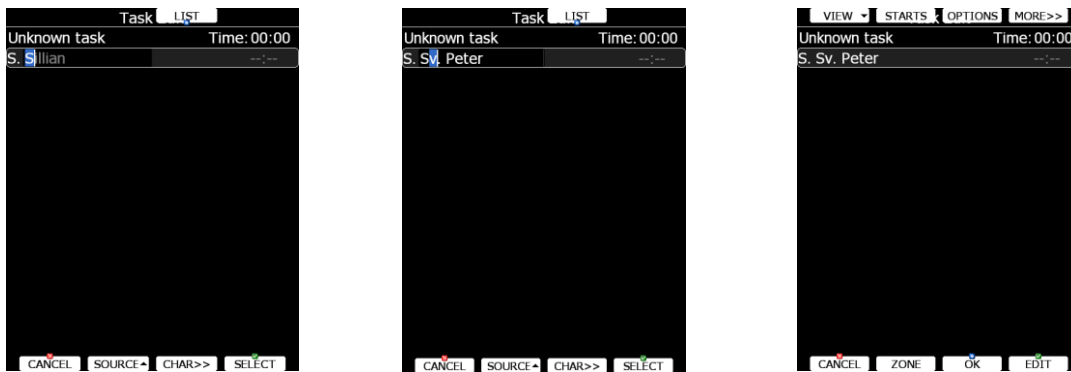 Task LIST
Unknown task Time: 00:00
S. Sillian --:--
CANCEL SOURCE CHAR>> SELECT
Task LIST
Unknown task Time: 00:00
S. Sv. Peter --:--
CANCEL SOURCE CHAR>> SELECT
VIEW STARTS OPTIONS MORE>>
Unknown task Time: 00:00
S. Sv. Peter --:--
CANCEL ZONE OK EDIT